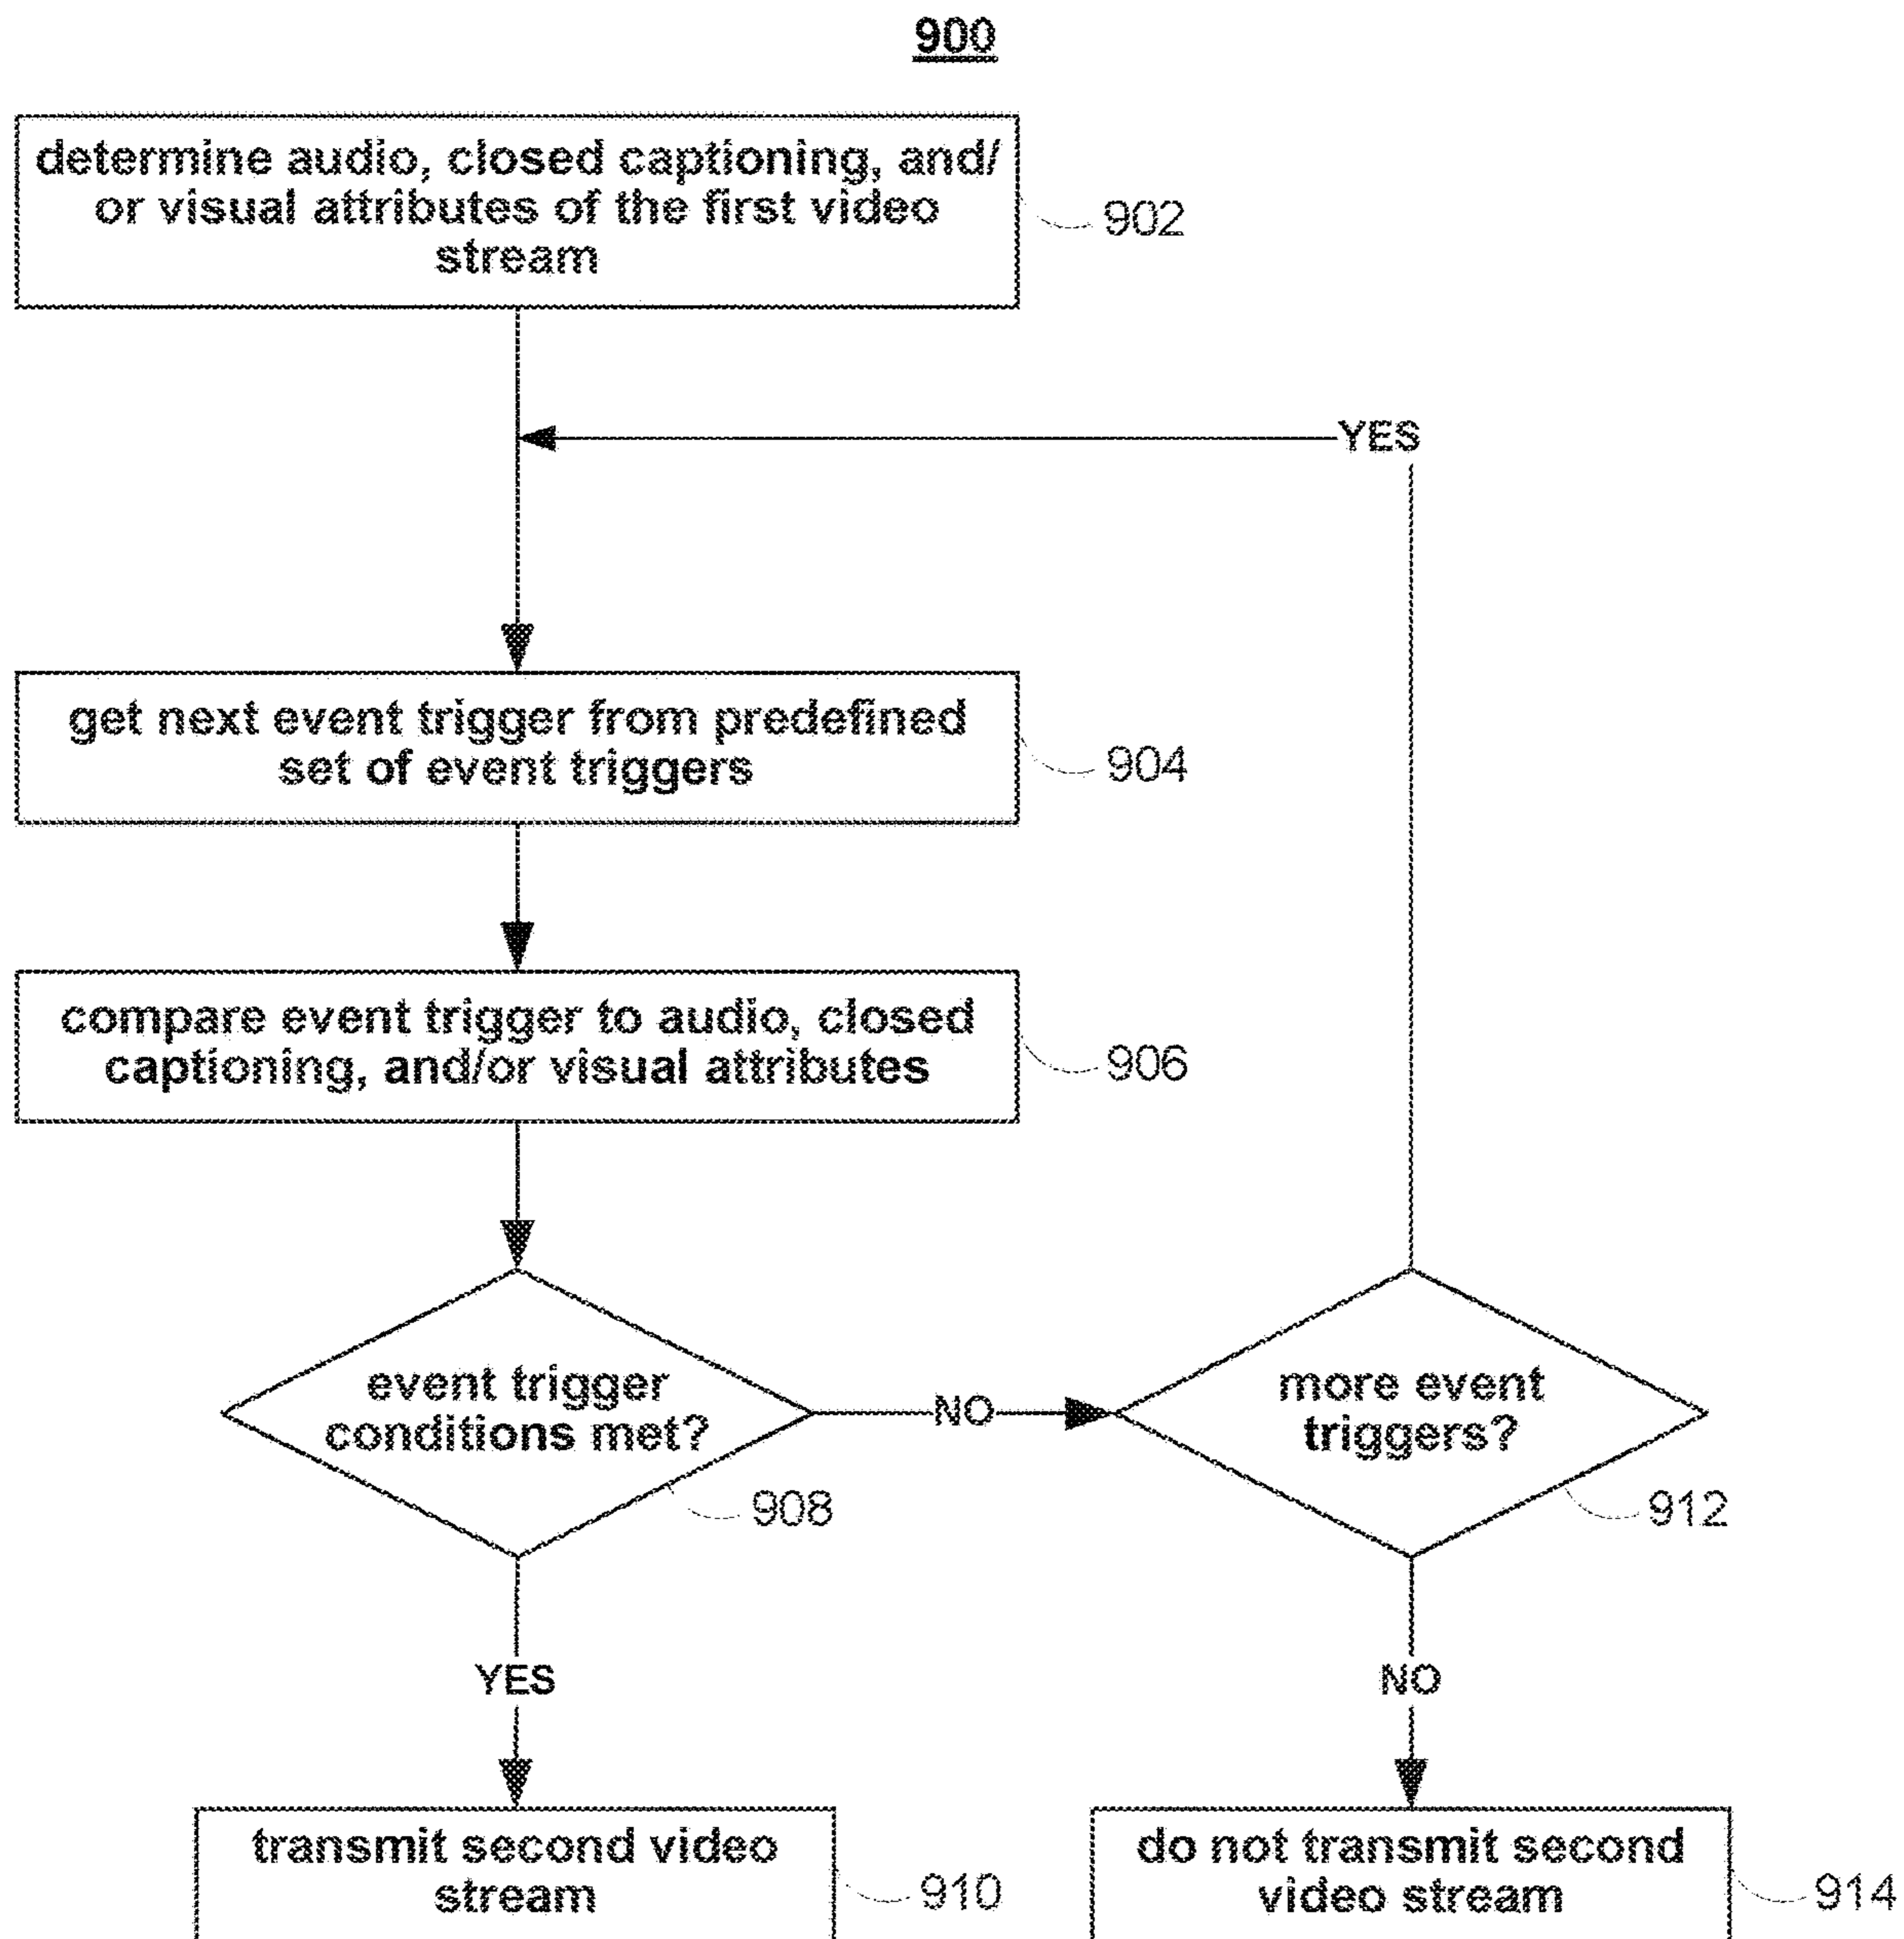 900
determine audio, closed captioning, and/
or visual attributes of the first video
stream
902
YES
get next event trigger from predefined
set of event triggers
904
compare event trigger to audio, closed
captioning, and/or visual attributes
906
event trigger
conditions met?
908
NO
more event
triggers?
912
YES
NO
transmit second video
stream
910
do not transmit second
video stream
914